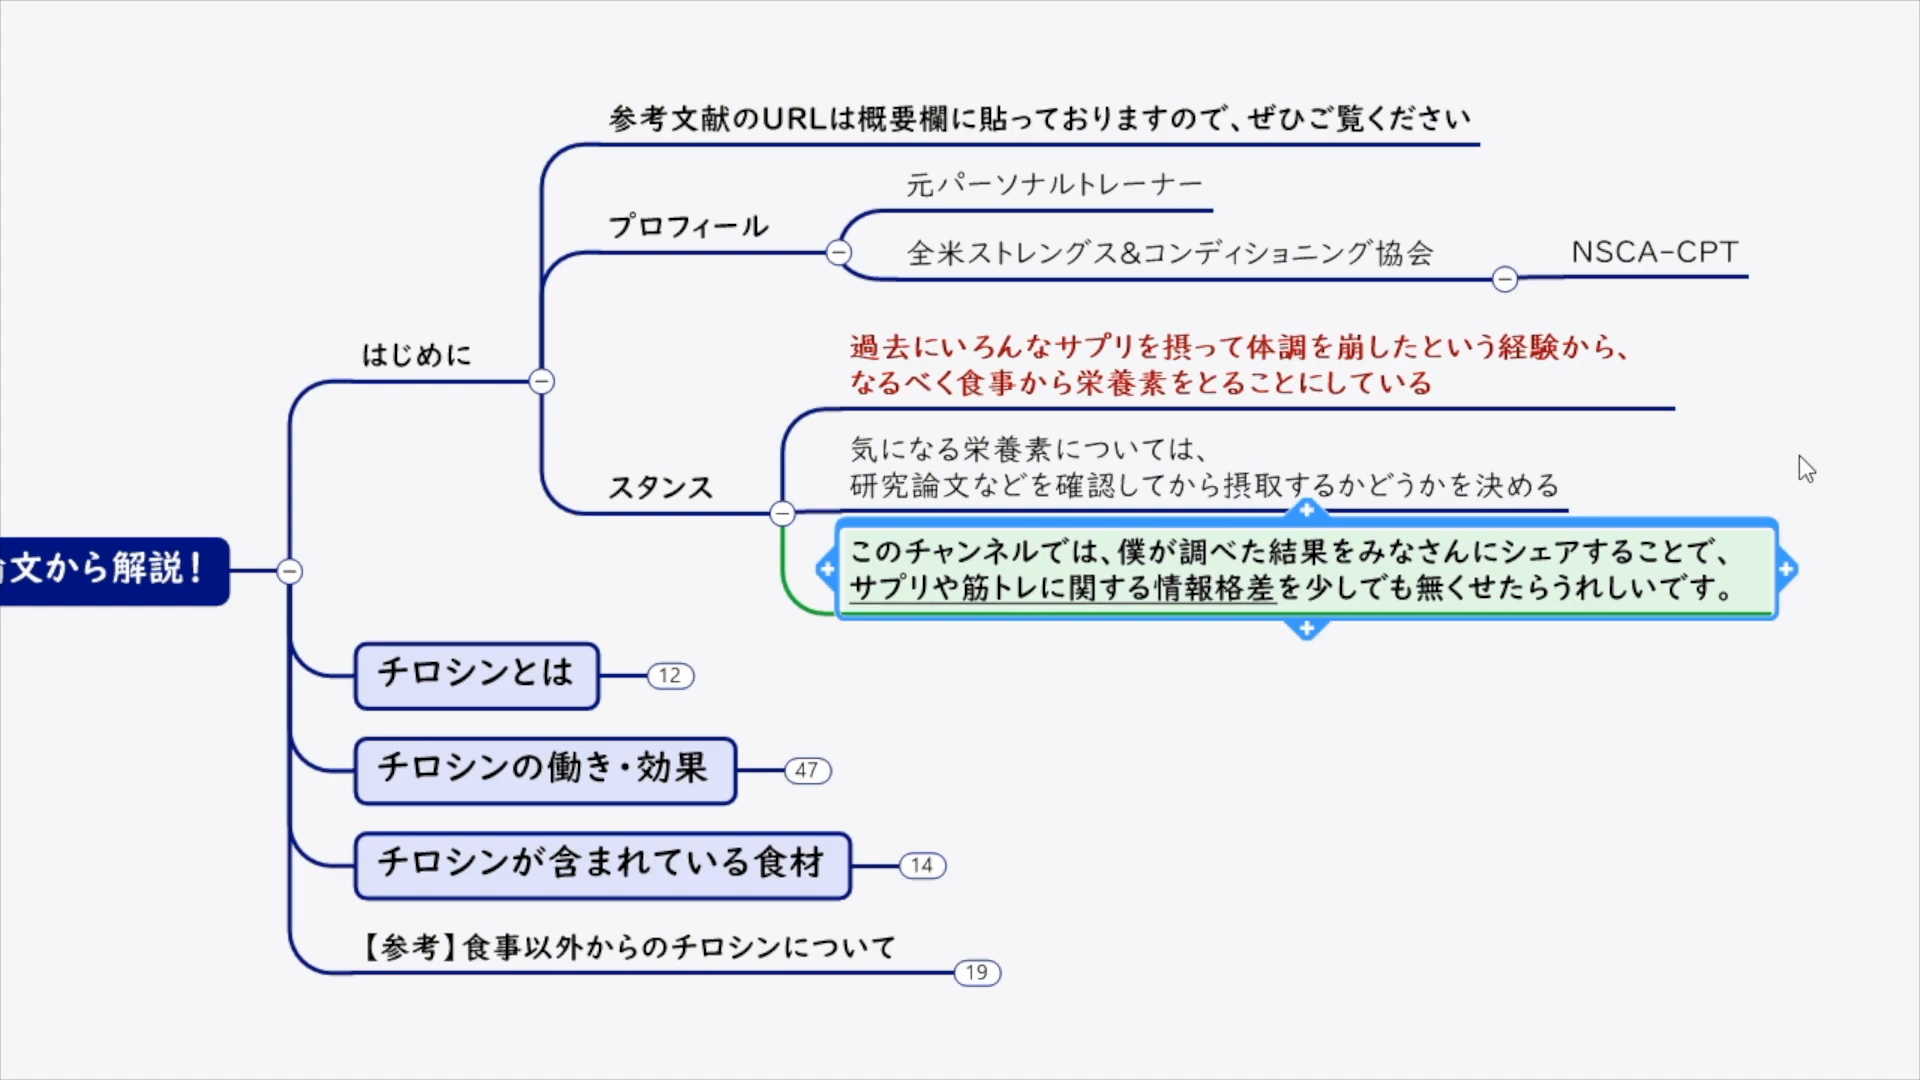 参考文献のURLは概要欄に貼っておりますので、ぜひご覧ください
元パーソナルトレーナー
プロフィール
全米ストレングス&コンディショニング協会
NSCA-CPT
はじめに
過去にいろんなサプリを摂って体調を崩したという経験から、
なるべく食事から栄養素をとることにしている
気になる栄養素については、
研究論文などを確認してから摂取するかどうかを決める
スタンス
このチャンネルでは、僕が調べた結果をみなさんにシェアすることで、
サプリや筋トレに関する情報格差を少しでも無くせたらうれしいです。
文から解説!
チロシンとは
12
チロシンの働き・効果
47
チロシンが含まれている食材
14
【参考】食事以外からのチロシンについて
19